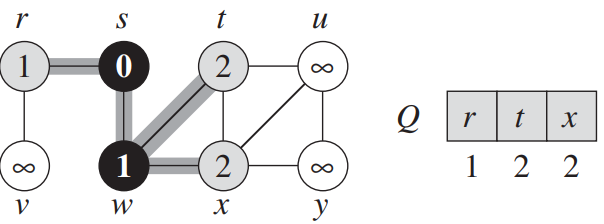 r s t u
1 0 2 ∞
Q r t x
∞ 1 2 ∞ 1 2 2
v w x y